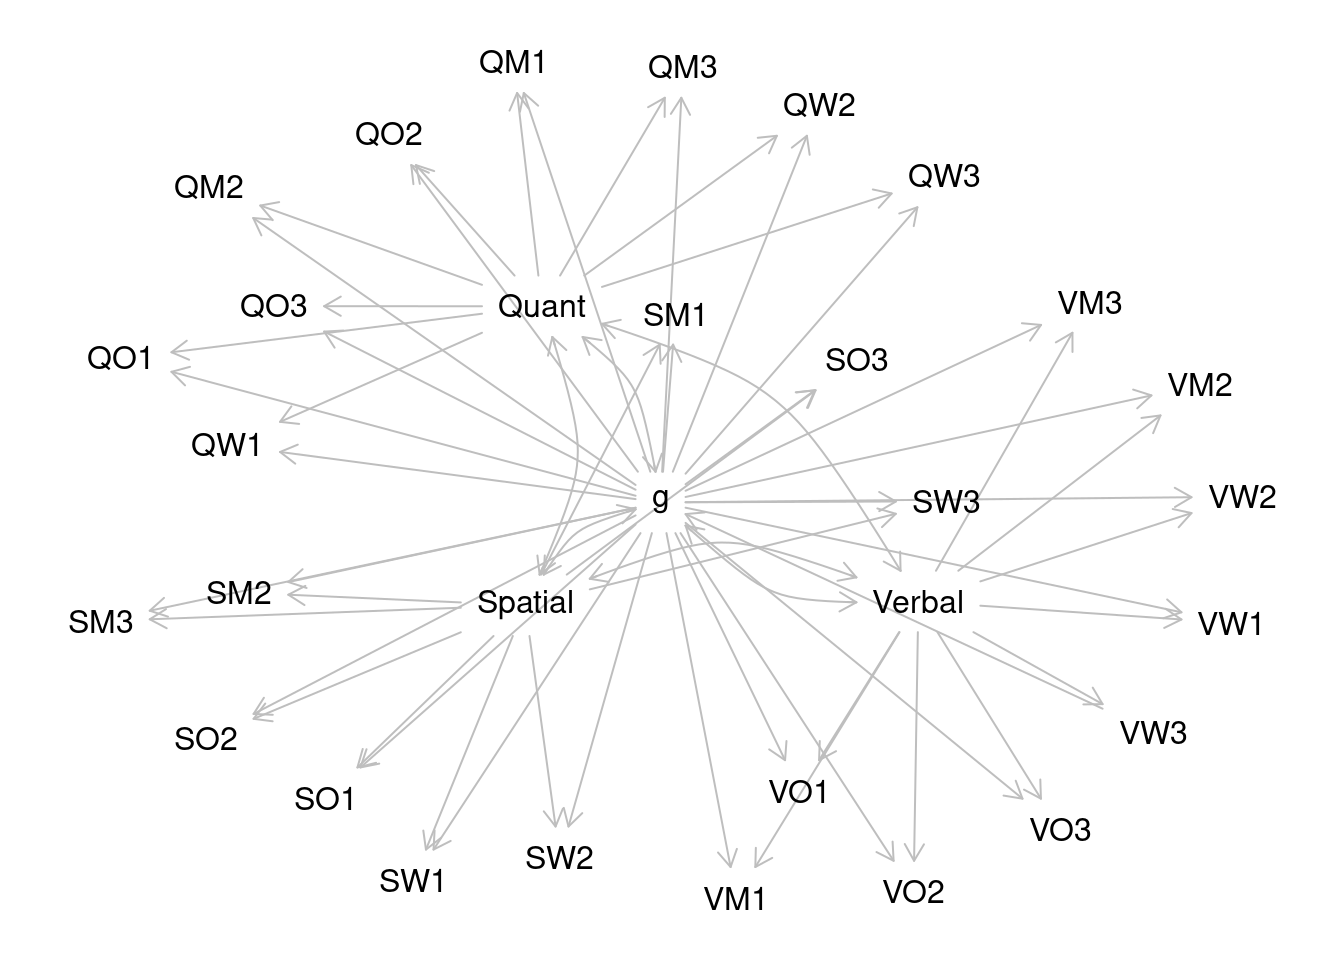 QM1
QM3
QW2
QO2
QW3
QM2
QO3
Quant
SM1
VM3
QO1
SO3
VM2
QW1
g
SW3
VW2
SM2
Spatial
Verbal
SM3
VW1
SO2
VW3
SO1
VO1
VO3
SW1
SW2
VM1
VO2